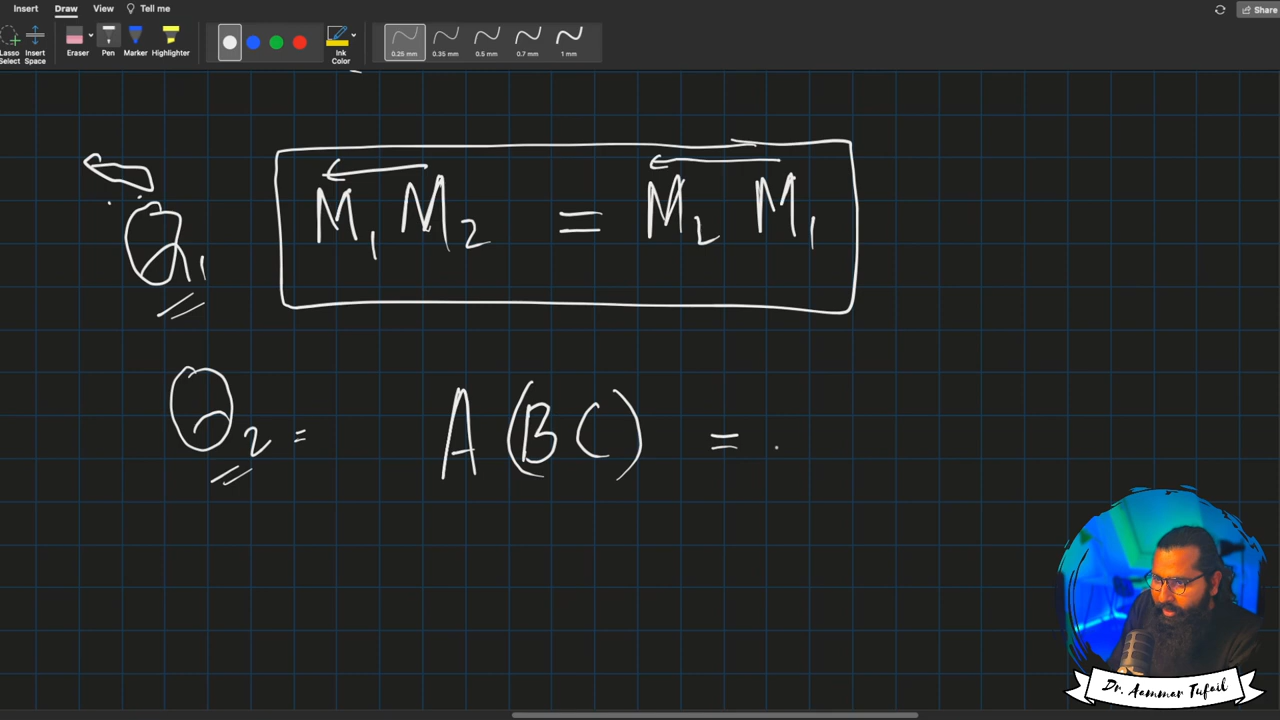 Insert Draw View Tell me Share
Lasso Select Insert Space Eraser Pen Marker Highlighter Ink Color 0.25 mm 0.35 mm 0.5 mm 0.7 mm 1 mm
Q1 M1 M2 = M2 M1
Q2 = A(BC) =
Dr. Aammar Tufail